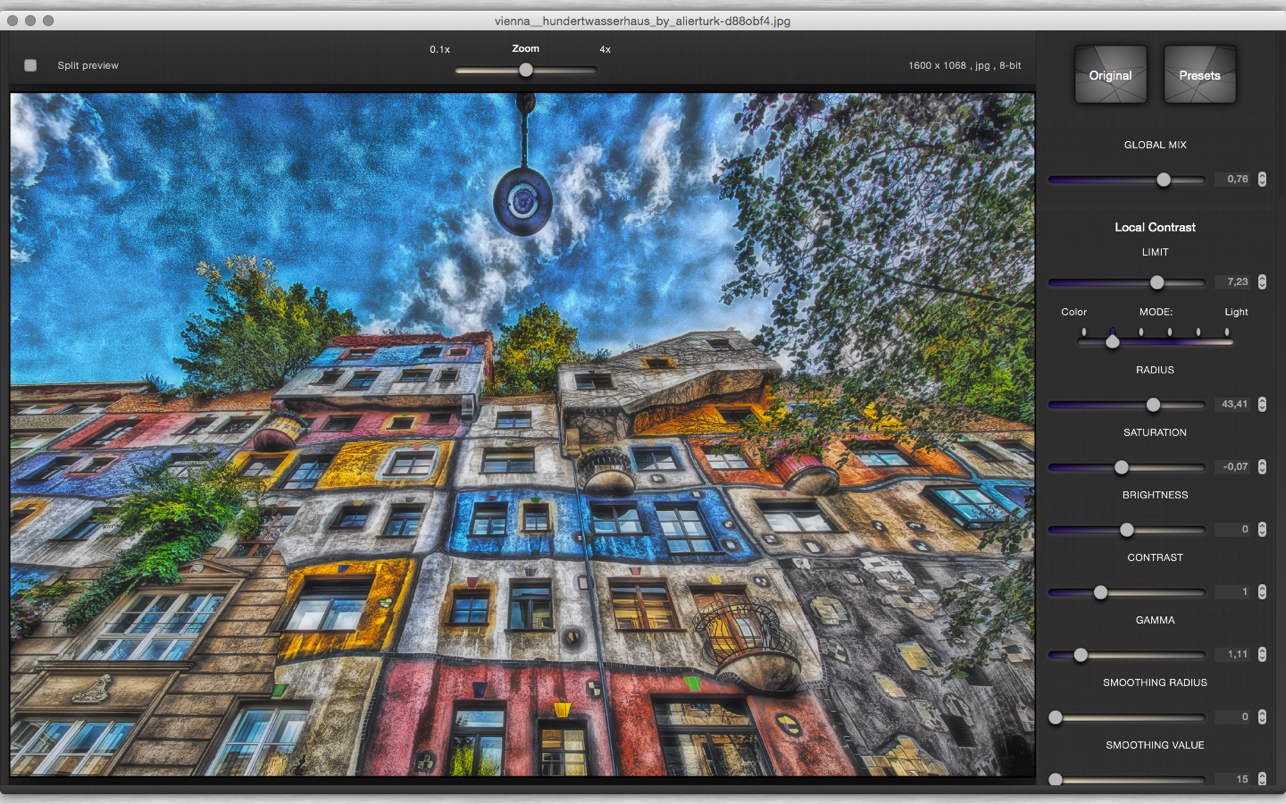 vienna__hundertwasserhaus_by_alierturk-d88obf4.jpg
Split preview
0.1x Zoom 4x
1600 x 1068 , jpg , 8-bit
Original Presets
GLOBAL MIX
0,76
Local Contrast
LIMIT
7,23
Color MODE: Light
RADIUS
43,41
SATURATION
-0,07
BRIGHTNESS
0
CONTRAST
1
GAMMA
1,11
SMOOTHING RADIUS
0
SMOOTHING VALUE
15